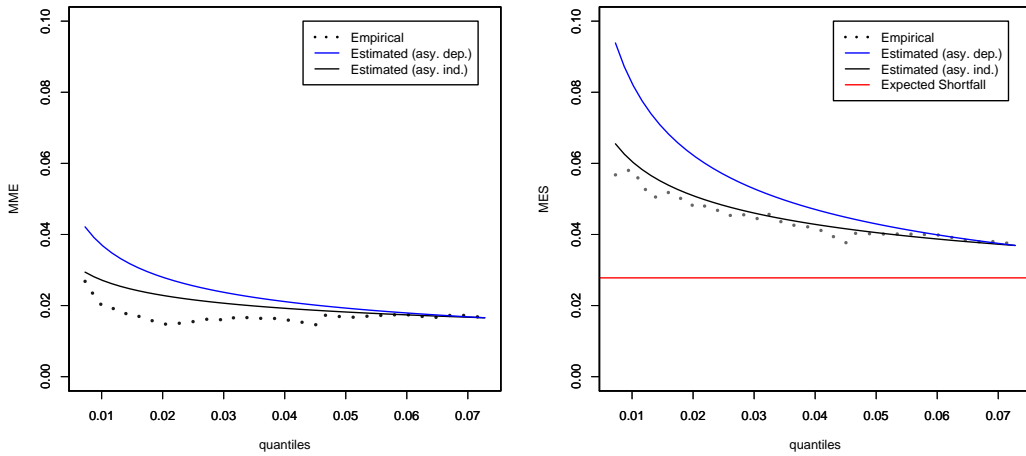 Empirical
Estimated (asy. dep.)
Estimated (asy. ind.)
MME
0.10
0.08
0.06
0.04
0.02
0.00
0.01 0.02 0.03 0.04 0.05 0.06 0.07
quantiles
Empirical
Estimated (asy. dep.)
Estimated (asy. ind.)
Expected Shortfall
MES
0.10
0.08
0.06
0.04
0.02
0.00
0.01 0.02 0.03 0.04 0.05 0.06 0.07
quantiles